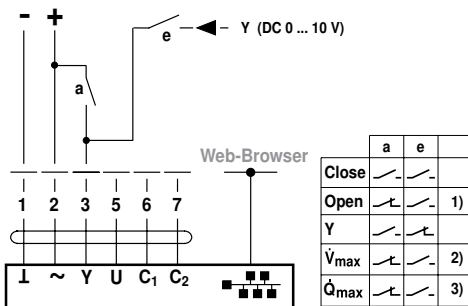 - +
Y (DC 0 ... 10 V)
e
a
Web-Browser
1 2 3 5 6 7
⊥ ~ Y U C₁ C₂
a e
Close
Open 1)
Y
V̇max 2)
Q̇max 3)